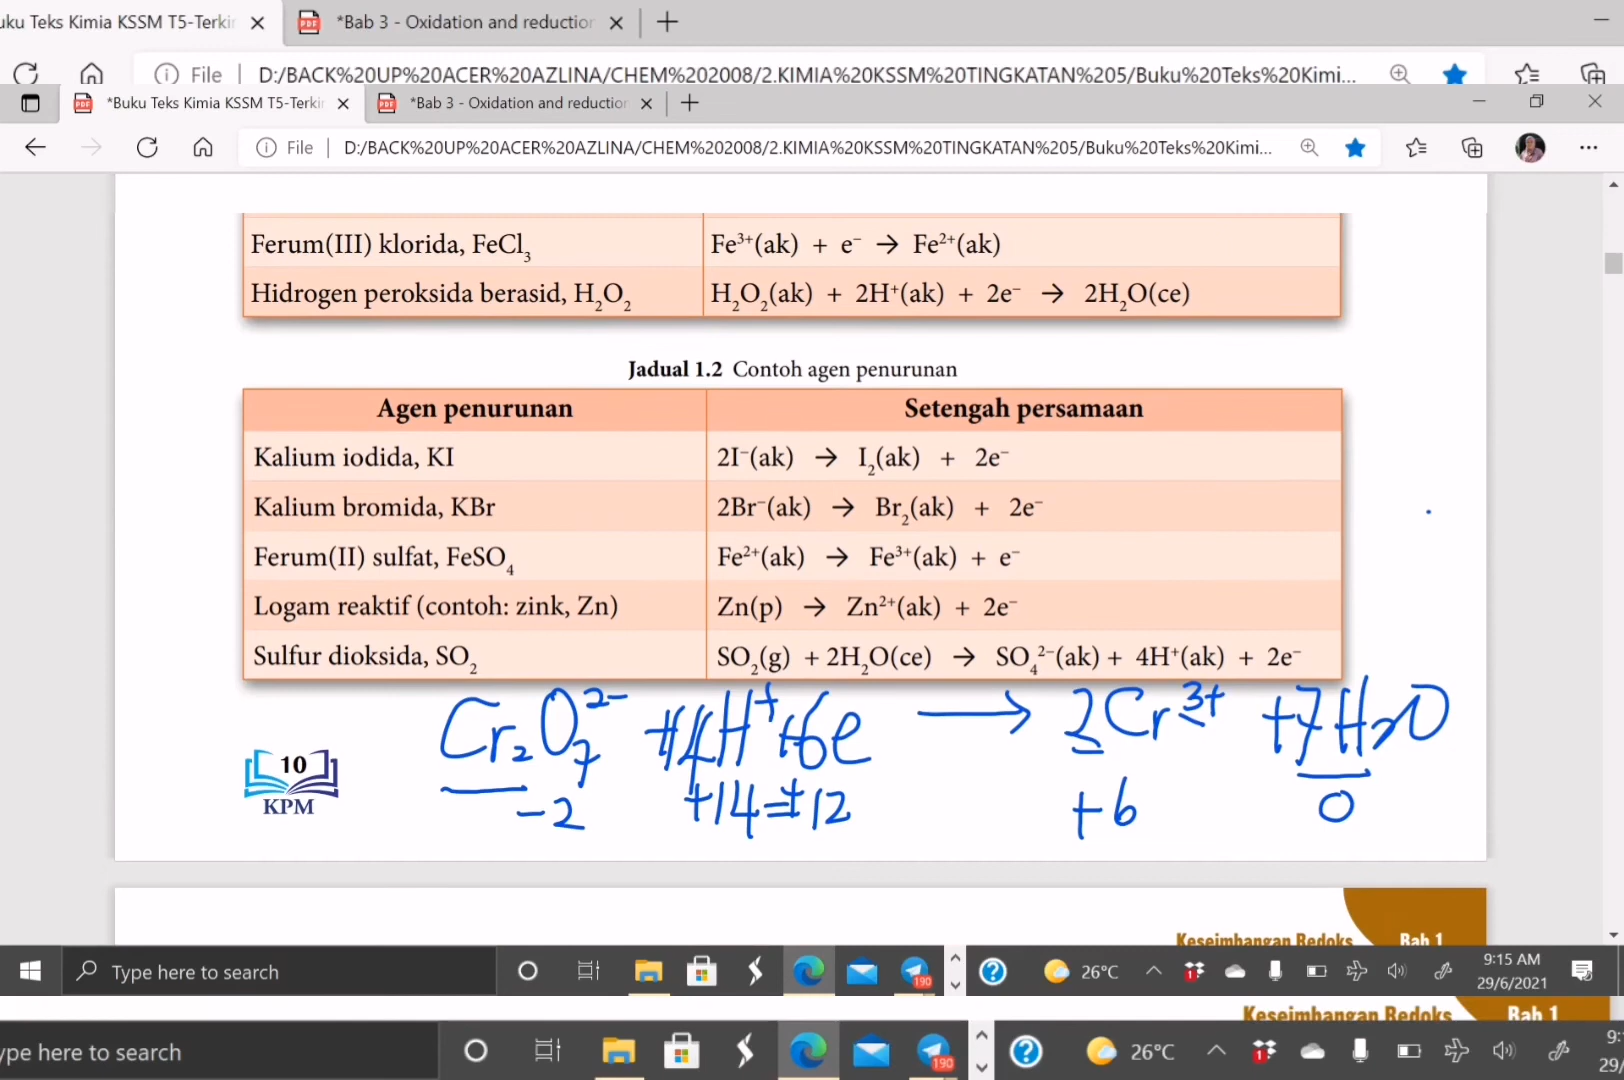 uku Teks Kimia KSSM T5-Terkir
*Bab 3 - Oxidation and reduction
File | D:/BACK%20UP%20ACER%20AZLINA/CHEM%202008/2.KIMIA%20KSSM%20TINGKATAN%205/Buku%20Teks%20Kimi...
*Buku Teks Kimia KSSM T5-Terkir
*Bab 3 - Oxidation and reduction
File | D:/BACK%20UP%20ACER%20AZLINA/CHEM%202008/2.KIMIA%20KSSM%20TINGKATAN%205/Buku%20Teks%20Kimi...
Ferum(III) klorida, FeCl₃ Fe³⁺(ak) + e⁻ → Fe²⁺(ak)
Hidrogen peroksida berasid, H₂O₂ H₂O₂(ak) + 2H⁺(ak) + 2e⁻ → 2H₂O(ce)
Jadual 1.2 Contoh agen penurunan
Agen penurunan Setengah persamaan
Kalium iodida, KI 2I⁻(ak) → I₂(ak) + 2e⁻
Kalium bromida, KBr 2Br⁻(ak) → Br₂(ak) + 2e⁻
Ferum(II) sulfat, FeSO₄ Fe²⁺(ak) → Fe³⁺(ak) + e⁻
Logam reaktif (contoh: zink, Zn) Zn(p) → Zn²⁺(ak) + 2e⁻
Sulfur dioksida, SO₂ SO₂(g) + 2H₂O(ce) → SO₄²⁻(ak) + 4H⁺(ak) + 2e⁻
Cr₂O₇²⁻ +14H⁺ +6e → 2Cr³⁺ +7H₂O
-2 +14 = +12 +6 0
10
KPM
Keseimbangan Redoks Bab 1
Type here to search
190
1
26°C
9:15 AM
29/6/2021
Keseimbangan Redoks Bab 1
ype here to search
190
1
26°C
9:
29/